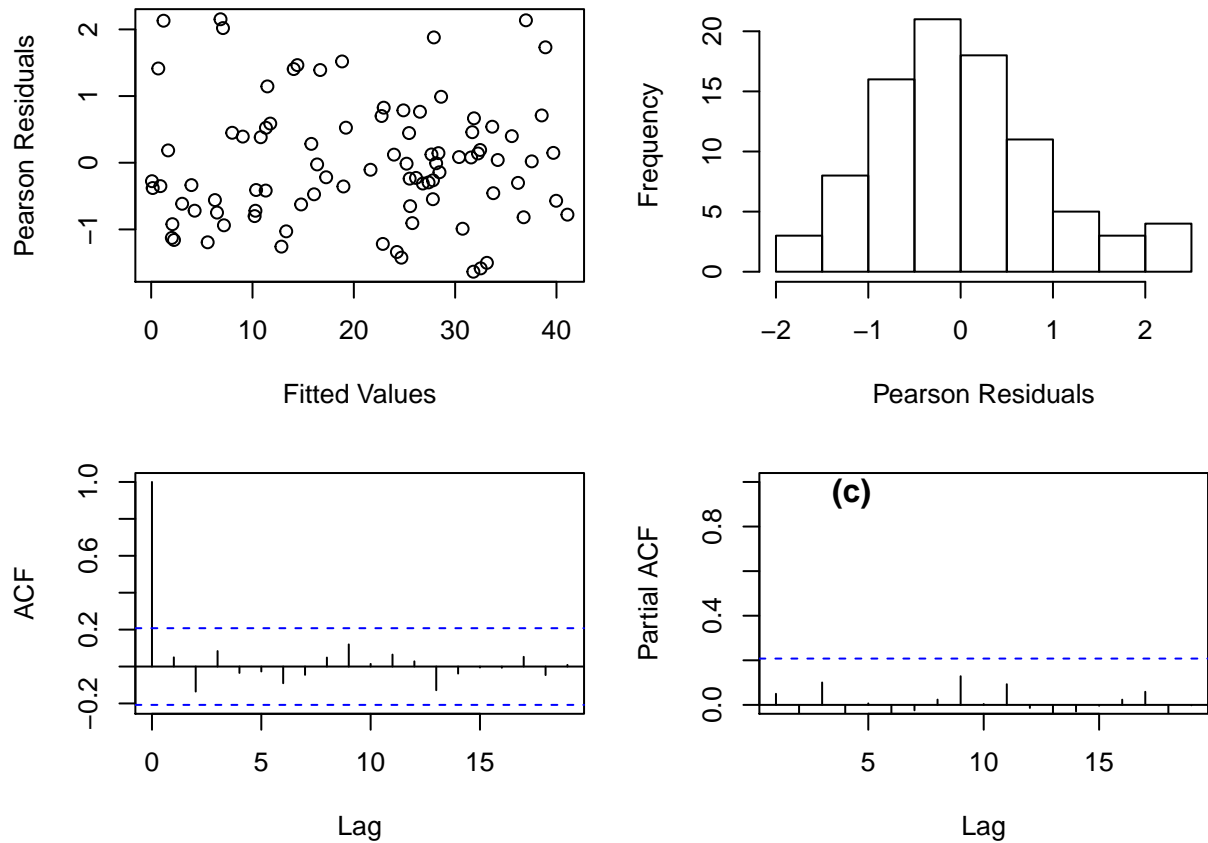 2
1
0
−1
Pearson Residuals
0 10 20 30 40
Fitted Values
20
15
10
5
0
Frequency
−2 −1 0 1 2
Pearson Residuals
1.0
0.6
0.2
−0.2
ACF
0 5 10 15
Lag
(c)
0.8
0.4
0.0
Partial ACF
5 10 15
Lag